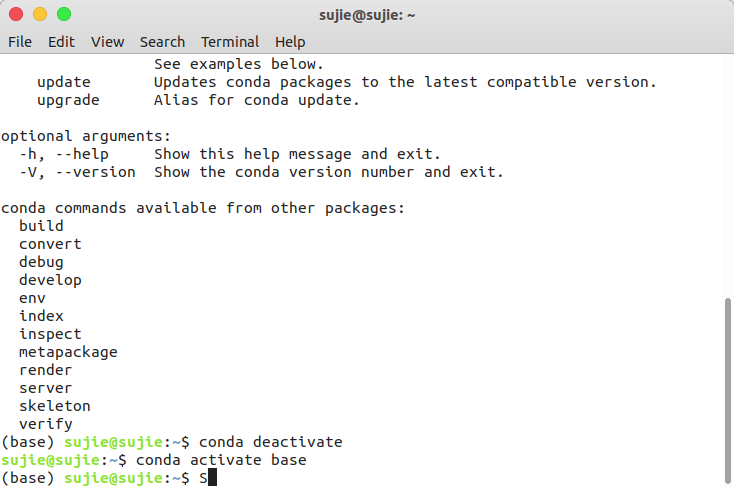 sujie@sujie: ~
File Edit View Search Terminal Help
See examples below.
update Updates conda packages to the latest compatible version.
upgrade Alias for conda update.
optional arguments:
-h, --help Show this help message and exit.
-V, --version Show the conda version number and exit.
conda commands available from other packages:
build
convert
debug
develop
env
index
inspect
metapackage
render
server
skeleton
verify
(base) sujie@sujie:~$ conda deactivate
sujie@sujie:~$ conda activate base
(base) sujie@sujie:~$ S